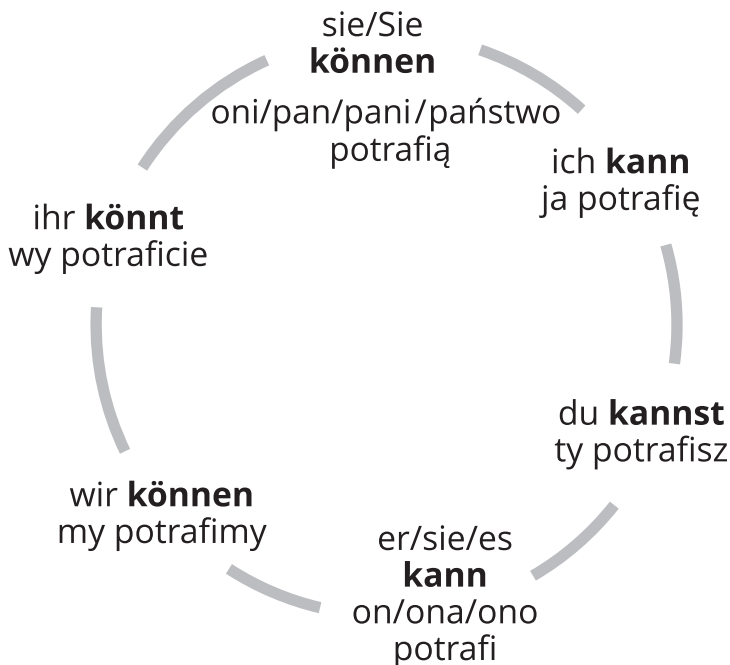 sie/Sie
können
oni/pan/pani/państwo
potrafią
ich kann
ja potrafię
du kannst
ty potrafisz
er/sie/es
kann
on/ona/ono
potrafi
wir können
my potrafimy
ihr könnt
wy potraficie